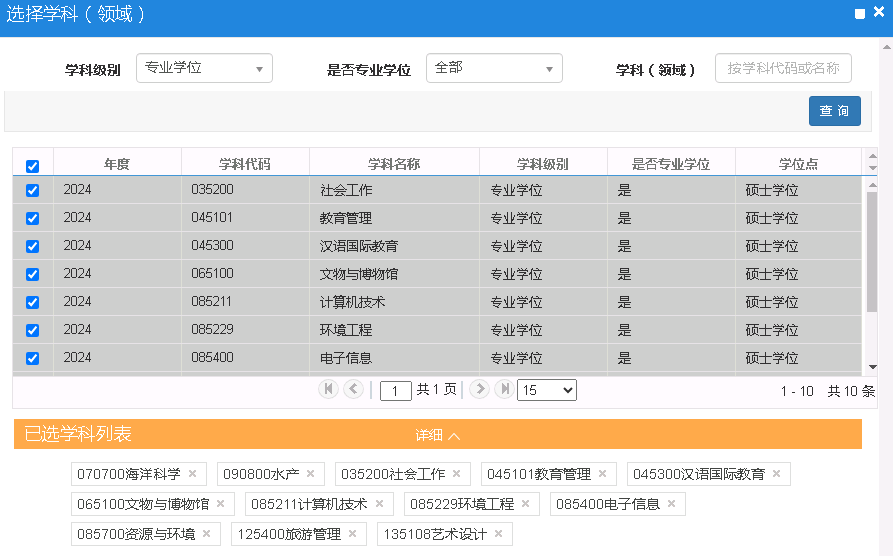 选择学科（领域）
学科级别 专业学位 是否专业学位 全部 学科（领域） 按学科代码或名称
查 询
年度 学科代码 学科名称 学科级别 是否专业学位 学位点
2024 035200 社会工作 专业学位 是 硕士学位
2024 045101 教育管理 专业学位 是 硕士学位
2024 045300 汉语国际教育 专业学位 是 硕士学位
2024 065100 文物与博物馆 专业学位 是 硕士学位
2024 085211 计算机技术 专业学位 是 硕士学位
2024 085229 环境工程 专业学位 是 硕士学位
2024 085400 电子信息 专业学位 是 硕士学位
1 共 1 页 15 1 - 10 共 10 条
已选学科列表 详细
070700海洋科学 × 090800水产 × 035200社会工作 × 045101教育管理 × 045300汉语国际教育 ×
065100文物与博物馆 × 085211计算机技术 × 085229环境工程 × 085400电子信息 ×
085700资源与环境 × 125400旅游管理 × 135108艺术设计 ×